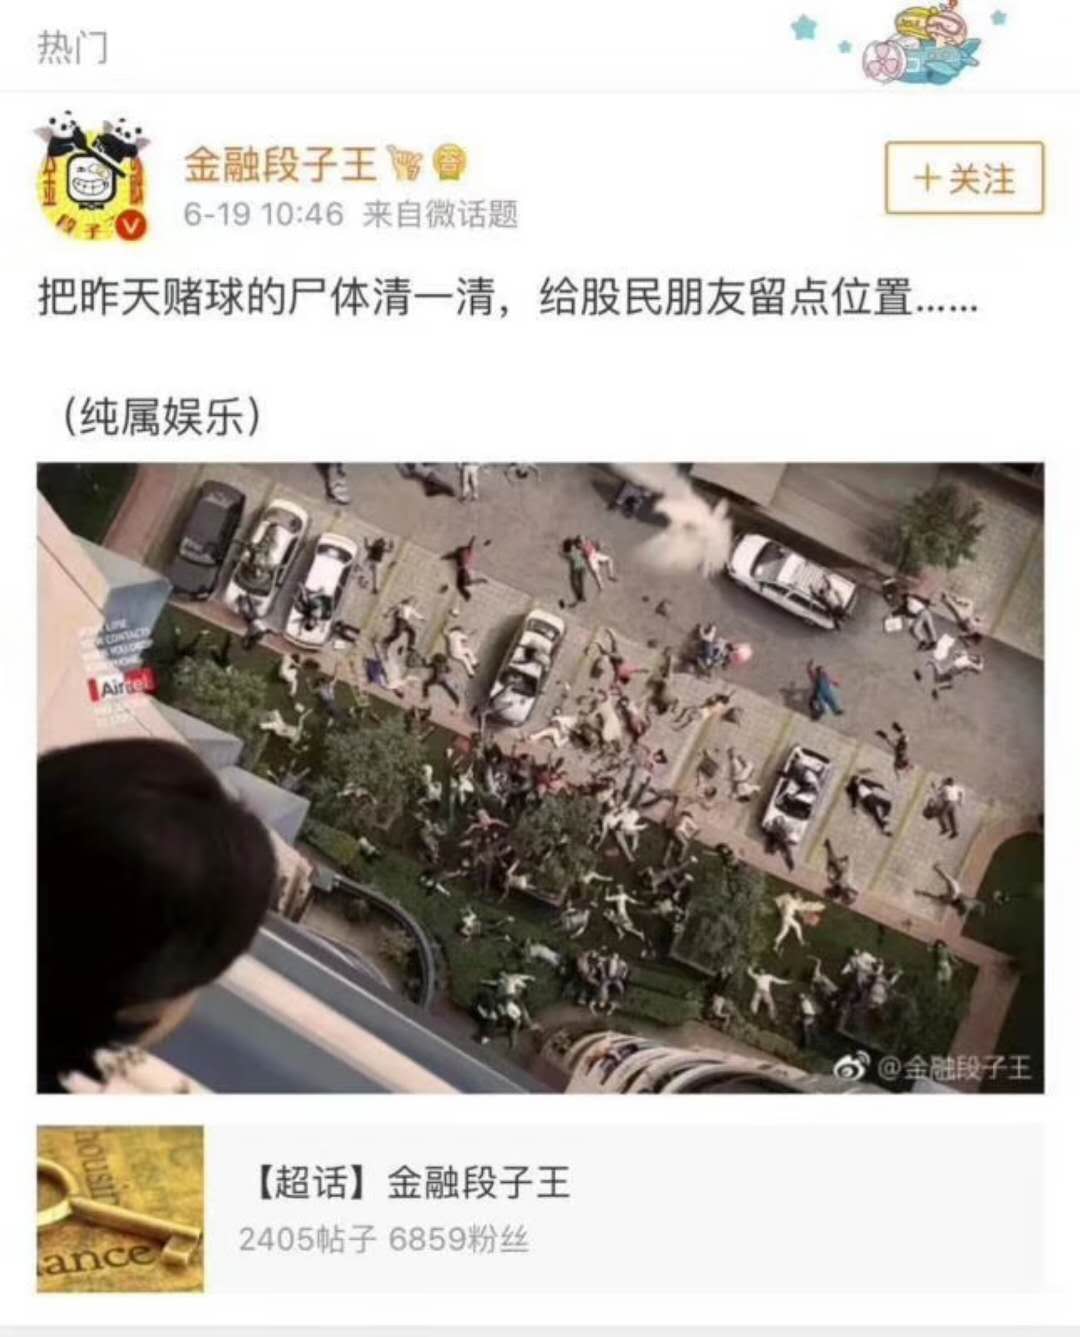 热门
金融段子王
6-19 10:46 来自微话题
+关注
把昨天赌球的尸体清一清，给股民朋友留点位置……
（纯属娱乐）
Airtel
@金融段子王
【超话】金融段子王
2405帖子 6859粉丝